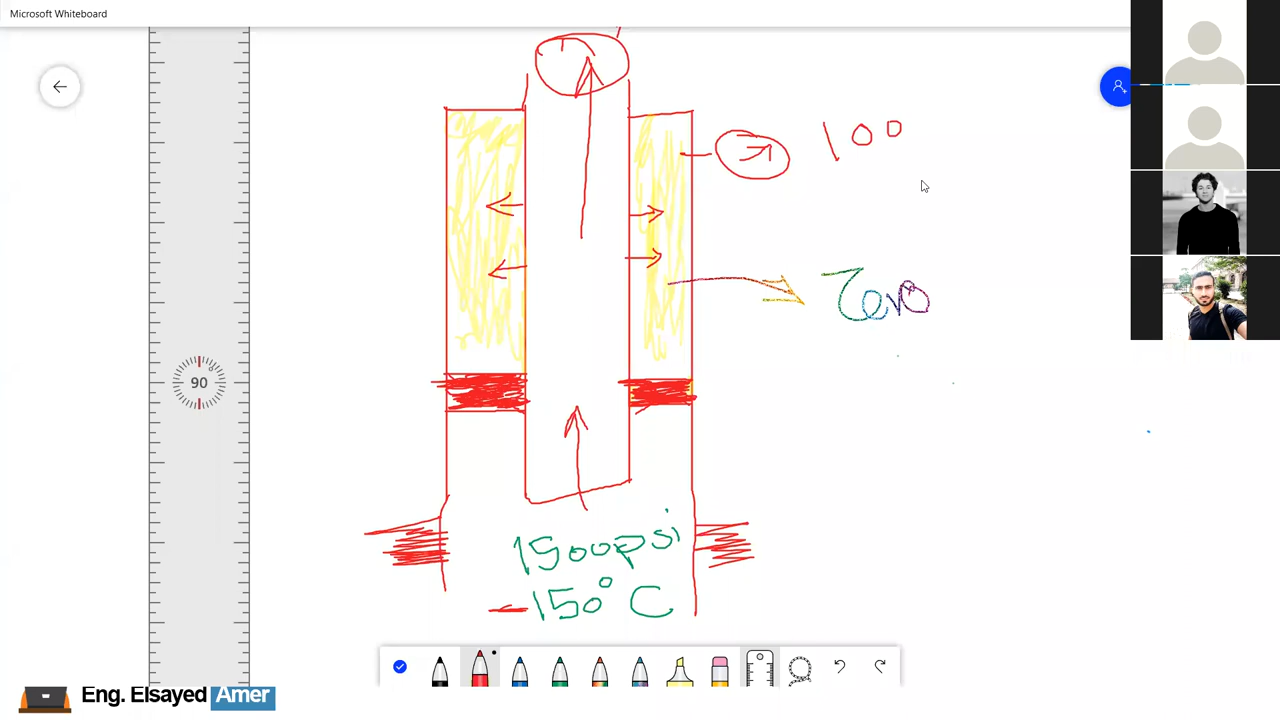 Microsoft Whiteboard
100
Zero
90
1500psi
150° C
Eng. Elsayed Amer